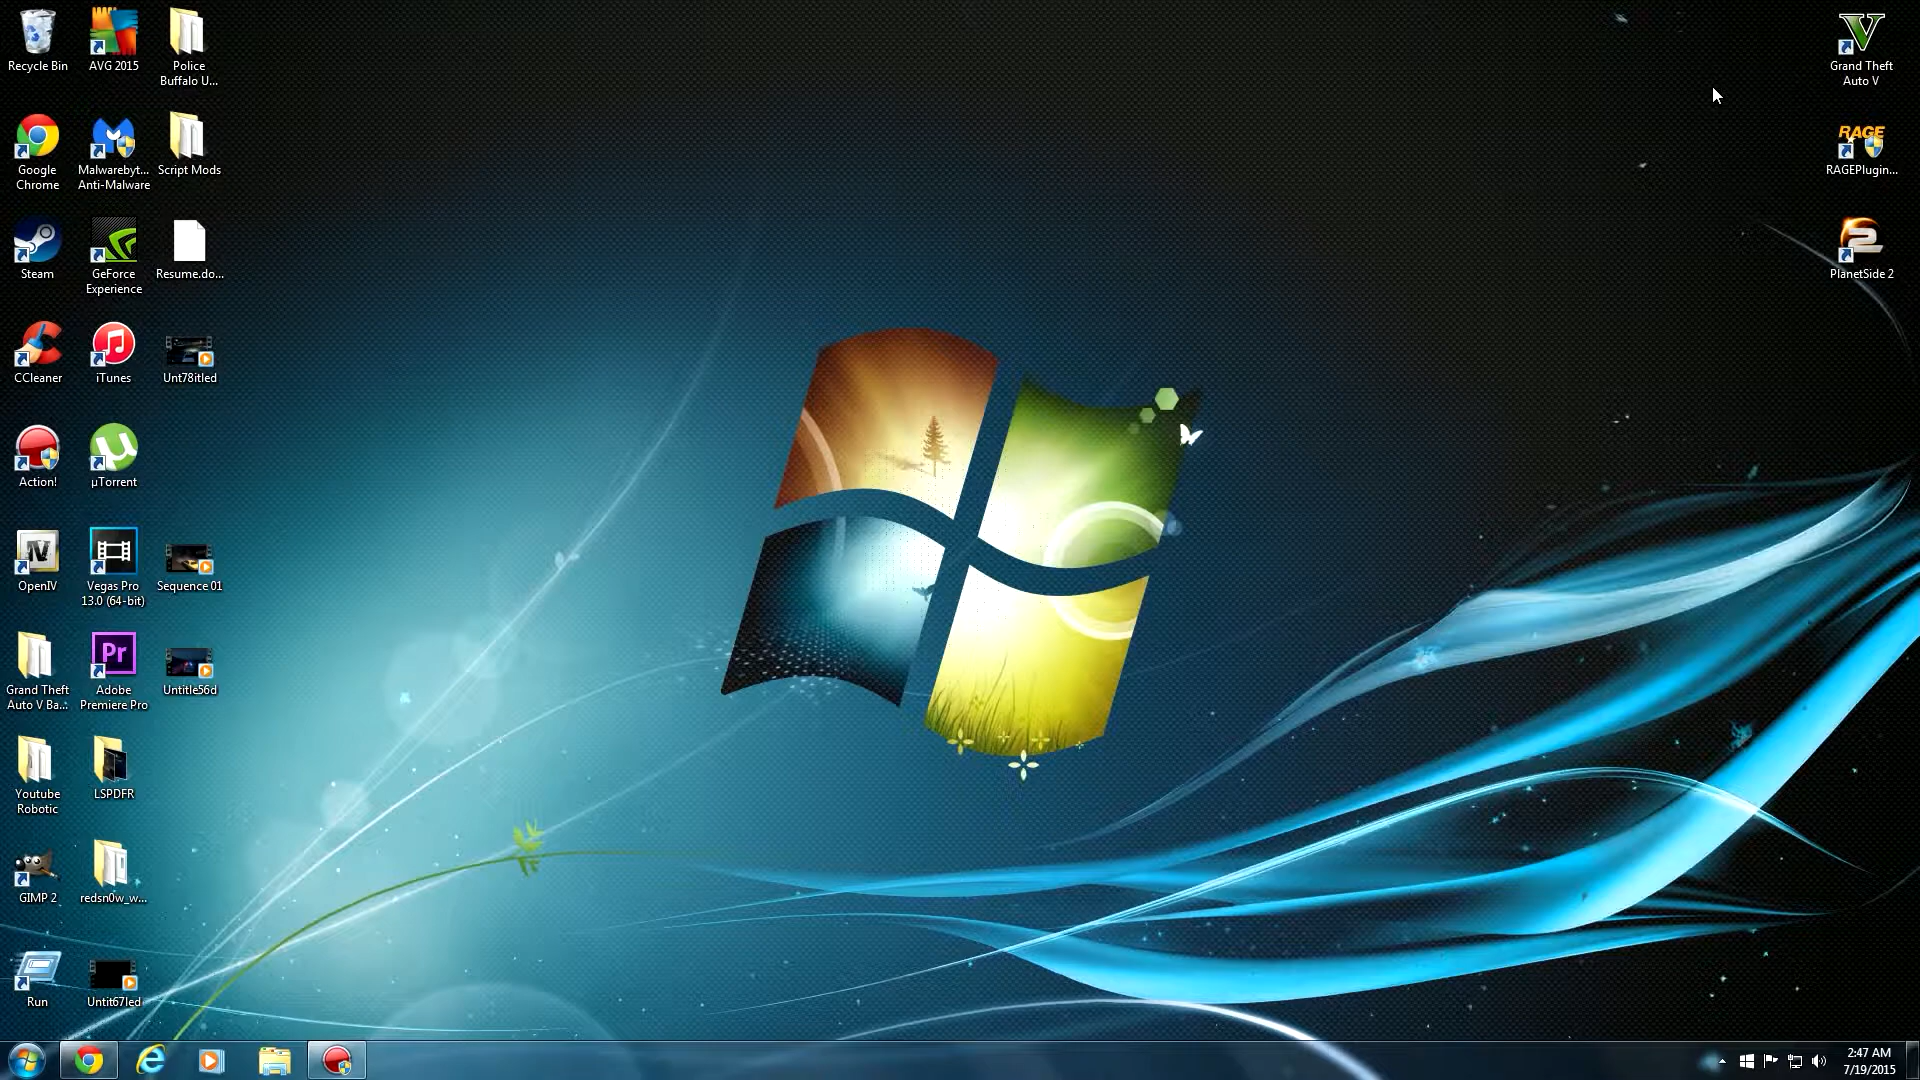 Recycle Bin
AVG 2015
Police
Buffalo U...
Google
Chrome
Malwarebyt...
Anti-Malware
Script Mods
Steam
GeForce
Experience
Resume.do...
CCleaner
iTunes
Unt78itled
Action!
µ
µTorrent
IV
OpenIV
Vegas Pro
13.0 (64-bit)
Sequence 01
Grand Theft
Auto V Ba...
Pr
Adobe
Premiere Pro
Untitle56d
Youtube
Robotic
LSPDFR
GIMP 2
redsn0w_w...
Run
Untit67led
V
Grand Theft
Auto V
RAGE
RAGEPlugin...
2
PlanetSide 2
2:47 AM
7/19/2015